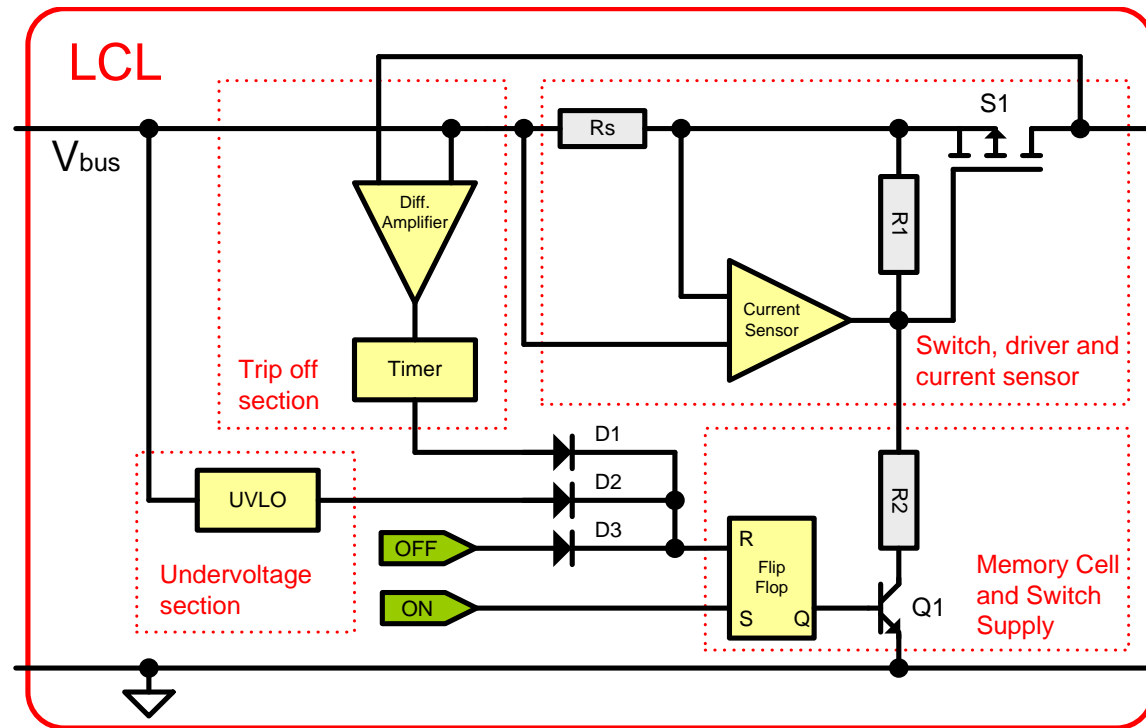 LCL
Vbus
Rs
S1
Diff.
Amplifier
R1
Current
Sensor
Switch, driver and
current sensor
Timer
Trip off
section
D1
UVLO
D2
R2
OFF
D3
R
Flip
Flop
Undervoltage
section
ON
S
Q
Q1
Memory Cell
and Switch
Supply